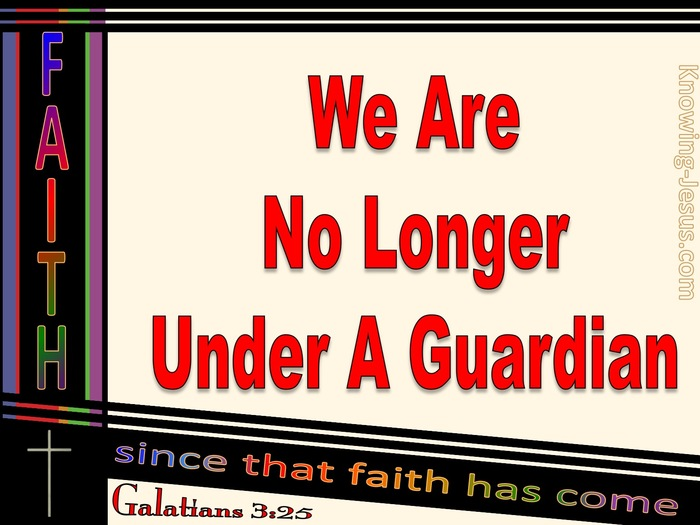 FAITH
We Are
No Longer
Under A Guardian
since that faith has come
Galatians 3:25
Knowing-Jesus.com